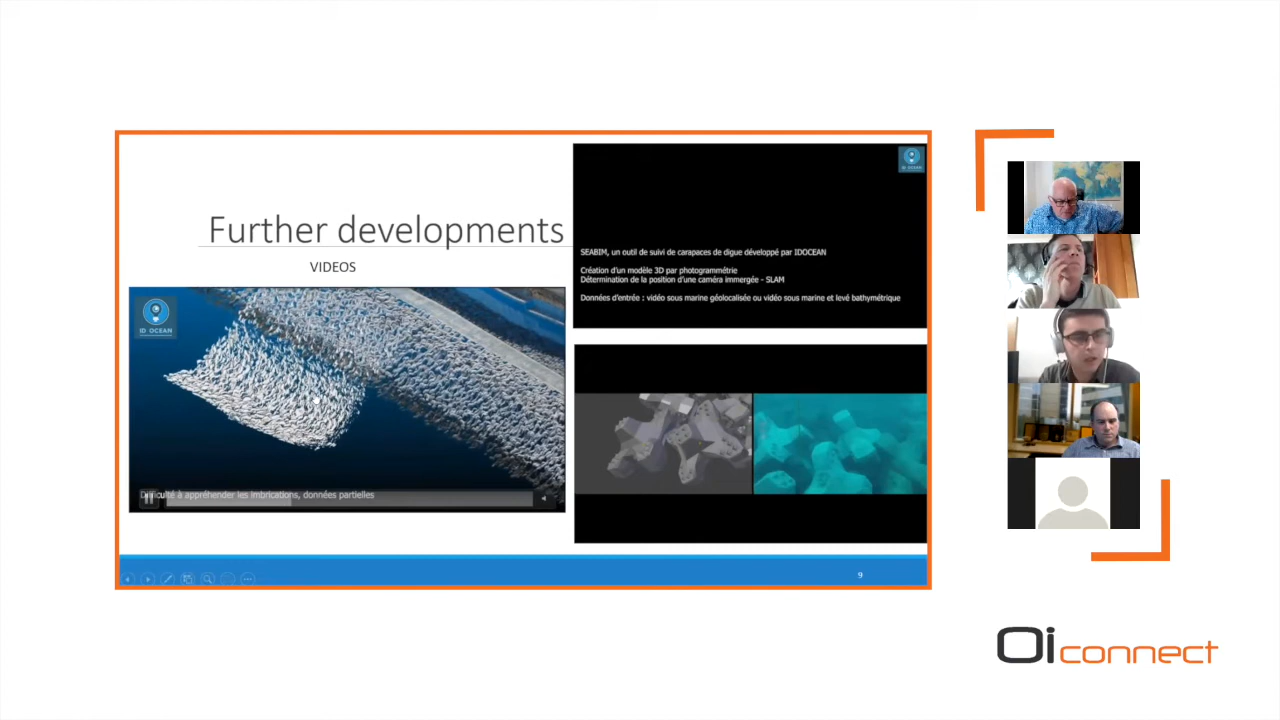 Further developments
VIDEOS
ID OCEAN
Difficulté à appréhender les imbrications, données partielles
ID OCEAN
SEABIM, un outil de suivi de carapaces de digue développé par IDOCEAN
Création d'un modèle 3D par photogrammétrie
Détermination de la position d'une caméra immergée - SLAM
Données d'entrée : vidéo sous marine géolocalisée ou vidéo sous marine et levé bathymétrique
9
Oi connect